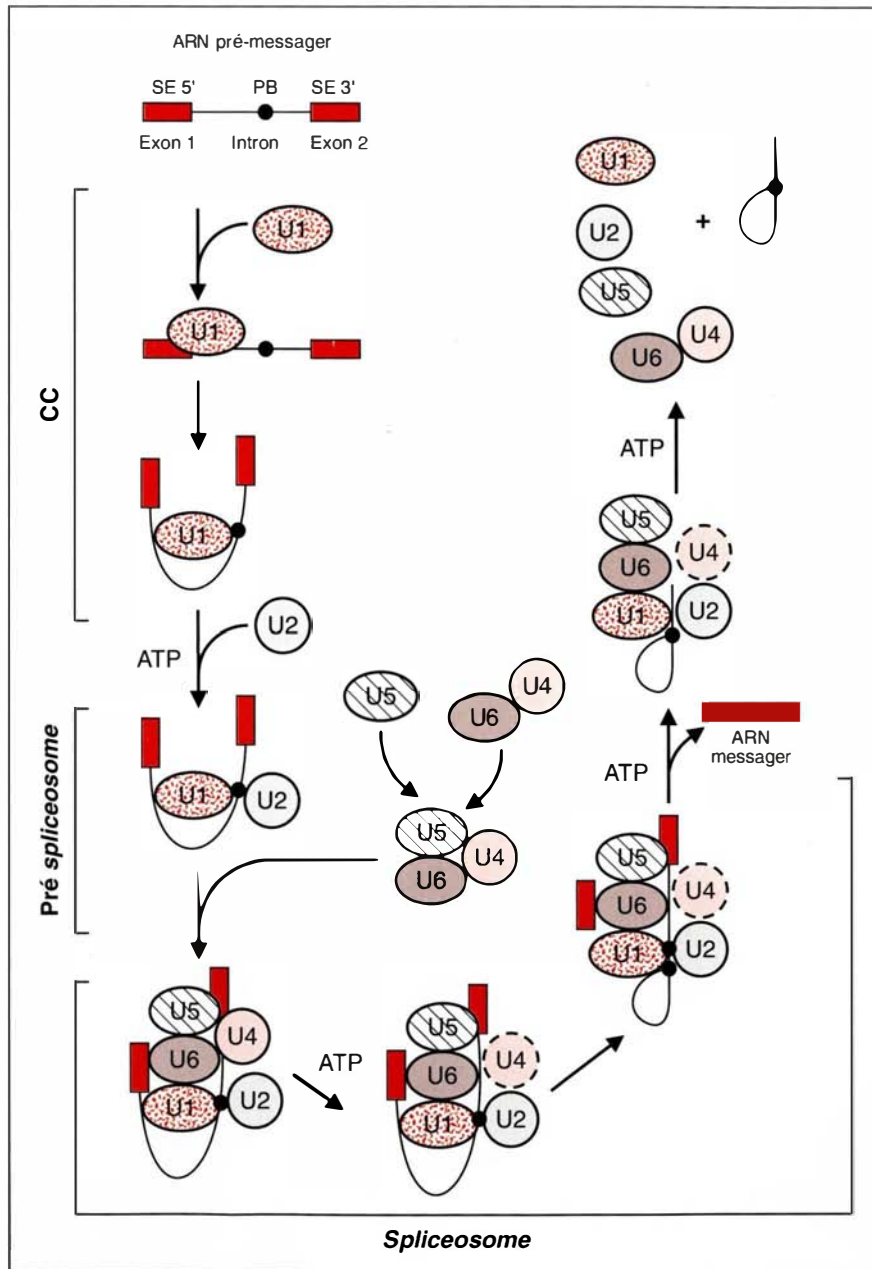 ARN pré-messager
SE 5' PB SE 3'
Exon 1 Intron Exon 2
U1
U1
CC
U1
U2
ATP
Pré spliceosome
U1
U2
U5
U4
U6
U5
U4
U6
U5
U4
U6
U2
U1
ATP
U5
U4
U6
U1
U2
Spliceosome
U5
U4
U6
U1
U2
ATP
ARN
messager
U5
U4
U6
U1
U2
ATP
U1
U2
+
U5
U4
U6